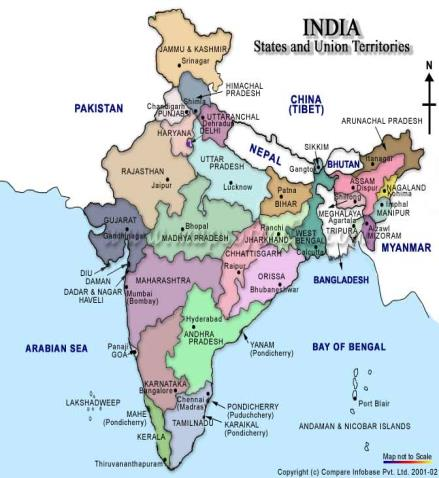 INDIA
States and Union Territories
N
JAMMU & KASHMIR
Srinagar
HIMACHAL
PRADESH
PAKISTAN
Chandigarh
Shimla
PUNJAB
CHINA
(TIBET)
UTTARANCHAL
Dehradun
HARYANA
DELHI
ARUNACHAL PRADESH
NEPAL
SIKKIM
Gangtok
BHUTAN
Itanagar
RAJASTHAN
Jaipur
UTTAR
PRADESH
Lucknow
ASSAM
Dispur
NAGALAND
Kohima
Patna
BIHAR
Shillong
MEGHALAYA
Imphal
MANIPUR
Agartala
TRIPURA
Aizawl
MIZORAM
GUJARAT
Gandhinagar
Bhopal
MADHYA PRADESH
Ranchi
JHARKHAND
WEST
BENGAL
Calcutta
MYANMAR
CHHATTISGARH
Raipur
DIU
DAMAN
DADAR & NAGAR
HAVELI
MAHARASHTRA
Mumbai
(Bombay)
ORISSA
Bhubaneshwar
BANGLADESH
Hyderabad
ANDHRA
PRADESH
YANAM
(Pondicherry)
ARABIAN SEA
Panaji
GOA
BAY OF BENGAL
KARNATAKA
Bangalore
Chennai
(Madras)
LAKSHADWEEP
MAHE
(Pondicherry)
PONDICHERRY
(Puduchery)
TAMILNADU
KARAIKAL
(Pondicherry)
Port Blair
ANDAMAN & NICOBAR ISLANDS
KERALA
Thiruvananthapuram
Map not to Scale
Copyright (c) Compare Infobase Pvt. Ltd. 2001-02